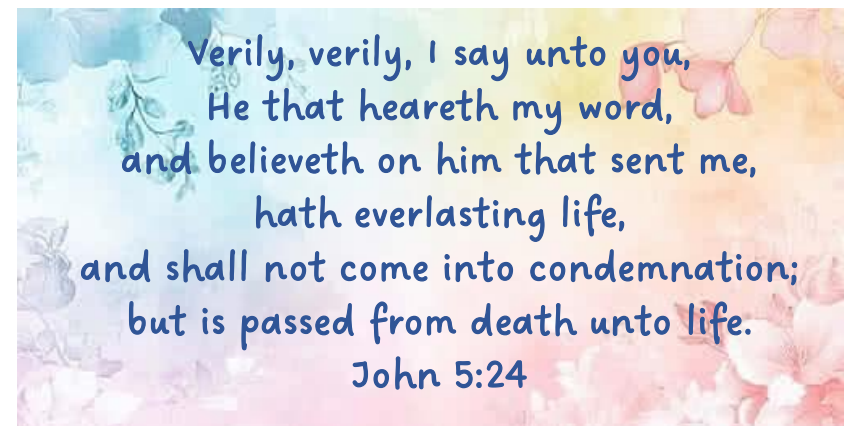 Verily, verily, I say unto you,
He that heareth my word,
and believeth on him that sent me,
hath everlasting life,
and shall not come into condemnation;
but is passed from death unto life.
John 5:24